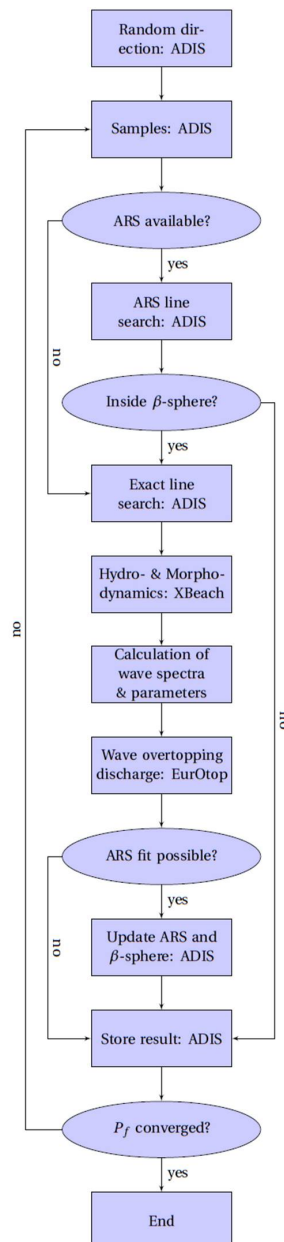 Random dir-
ection: ADIS
Samples: ADIS
ARS available?
yes
ARS line
search: ADIS
no
Inside β-sphere?
yes
Exact line
search: ADIS
Hydro- & Morpho-
dynamics: XBeach
no
Calculation of
wave spectra
& parameters
no
Wave overtopping
discharge: EurOtop
ARS fit possible?
yes
no
Update ARS and
β-sphere: ADIS
Store result: ADIS
Pf converged?
yes
End